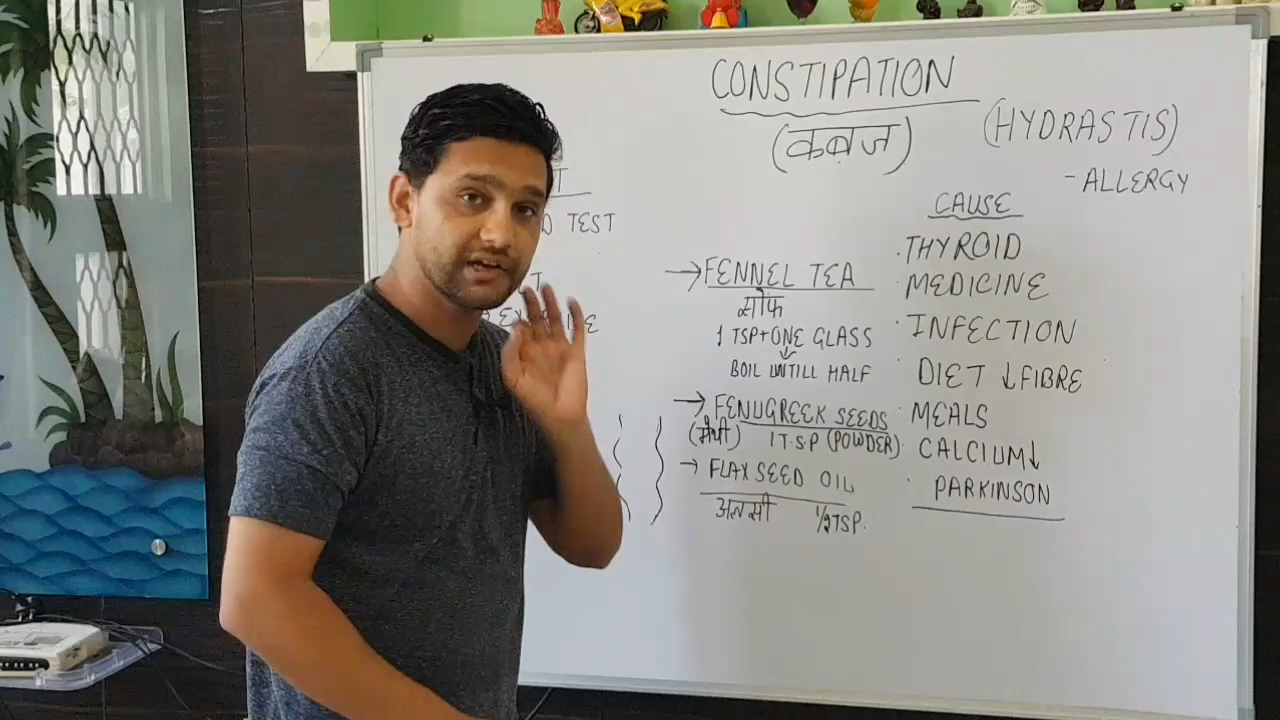 CONSTIPATION
(कब्ज)
(HYDRASTIS)
- ALLERGY
TEST
→ FENNEL TEA
सौंफ
1 TSP + ONE GLASS
BOIL UNTILL HALF
→ FENUGREEK SEEDS
(मेथी) 1 T.S.P (POWDER)
→ FLAX SEED OIL
अलसी 1/2 TSP.
CAUSE
· THYROID
· MEDICINE
· INFECTION
· DIET ↓ FIBRE
· MEALS
· CALCIUM ↓
· PARKINSON